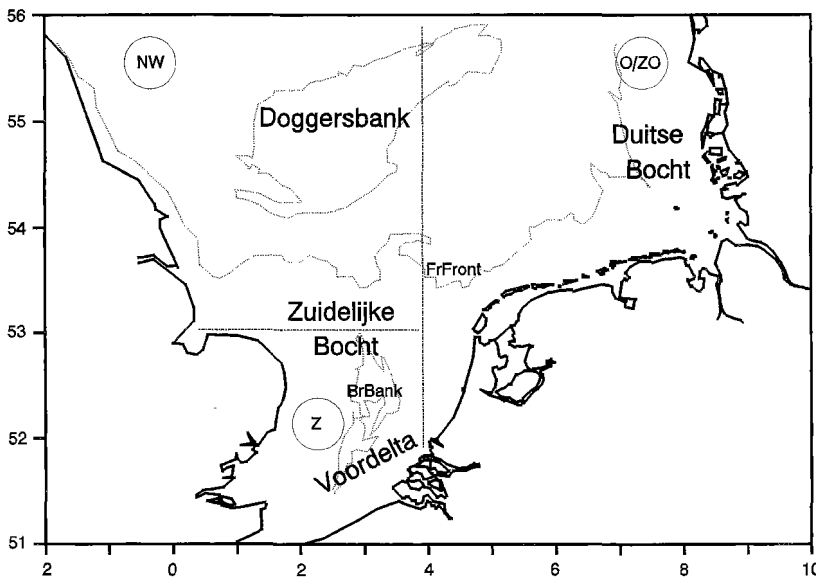 56
NW
O/ZO
55
Doggersbank
Duitse
Bocht
54
FrFront
Zuidelijke
53
Bocht
BrBank
Z
52
Voordelta
51
2
0
2
4
6
8
10